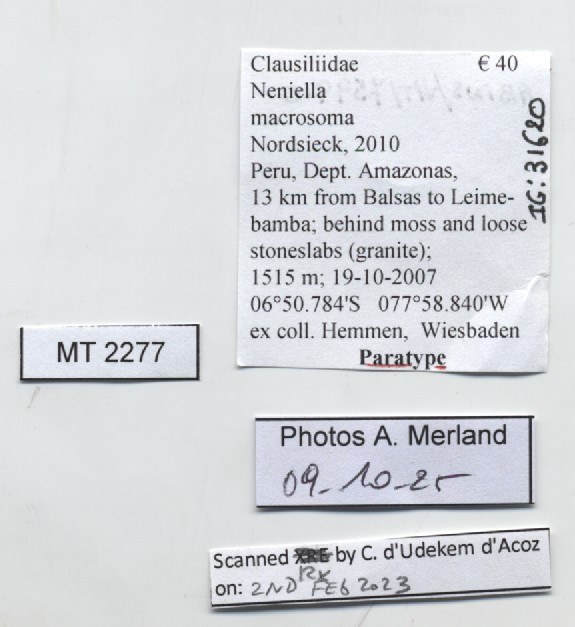 Clausiliidae € 40
Neniella
macrosoma
Nordsieck, 2010
Peru, Dept. Amazonas,
13 km from Balsas to Leime-
bamba; behind moss and loose
stoneslabs (granite);
1515 m; 19-10-2007
06°50.784'S 077°58.840'W
ex coll. Hemmen, Wiesbaden
Paratype
IG: 31620
MT 2277
Photos A. Merland
09-10-25
Scanned by C. d'Udekem d'Acoz
RX
on: 2ND FEB 2023